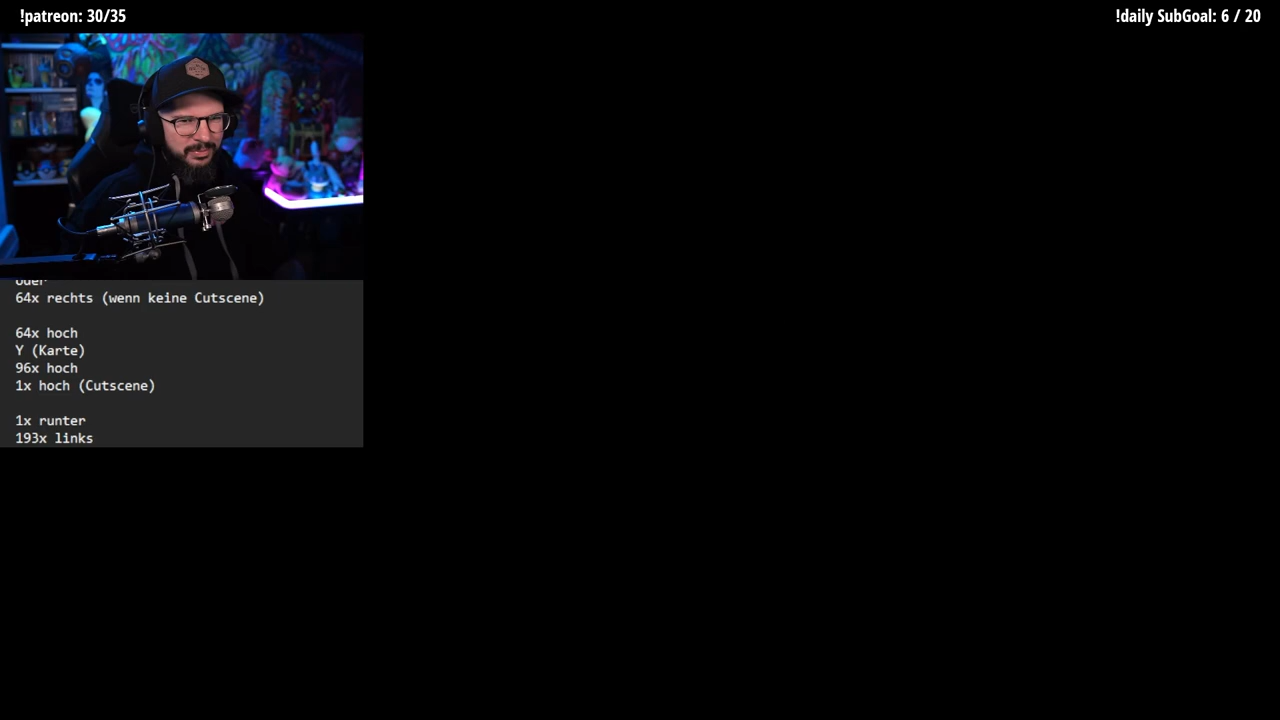 !patreon: 30/35
!daily SubGoal: 6 / 20
oder
64x rechts (wenn keine Cutscene)
64x hoch
Y (Karte)
96x hoch
1x hoch (Cutscene)
1x runter
193x links